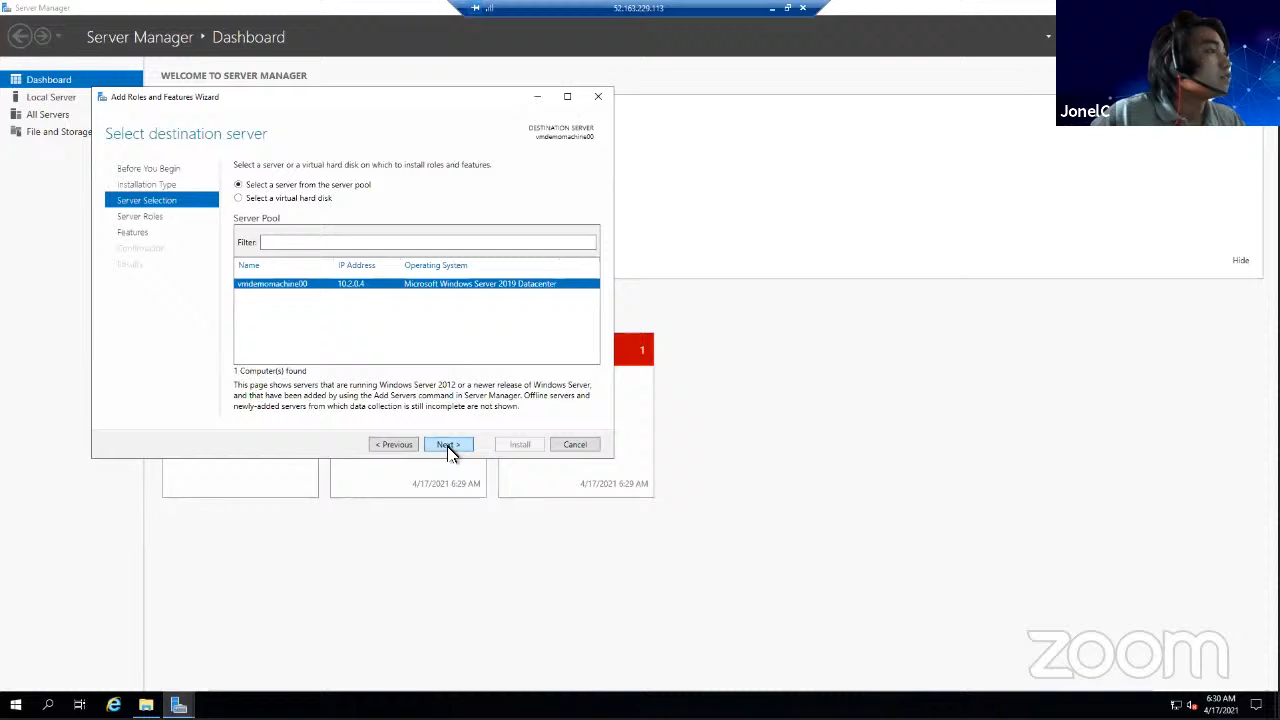 Server Manager
52.163.229.113
Server Manager ‣ Dashboard
JonelC
Dashboard
Local Server
All Servers
File and Storage
WELCOME TO SERVER MANAGER
Add Roles and Features Wizard
Select destination server
DESTINATION SERVER
vmdemomachine00
Before You Begin
Installation Type
Server Selection
Server Roles
Features
Confirmation
Results
Select a server or a virtual hard disk on which to install roles and features.
Select a server from the server pool
Select a virtual hard disk
Server Pool
Filter:
Name IP Address Operating System
vmdemomachine00 10.2.0.4 Microsoft Windows Server 2019 Datacenter
1 Computer(s) found
This page shows servers that are running Windows Server 2012 or a newer release of Windows Server,
and that have been added by using the Add Servers command in Server Manager. Offline servers and
newly-added servers from which data collection is still incomplete are not shown.
< Previous Next > Install Cancel
Hide
1
4/17/2021 6:29 AM 4/17/2021 6:29 AM
zoom
6:30 AM
4/17/2021